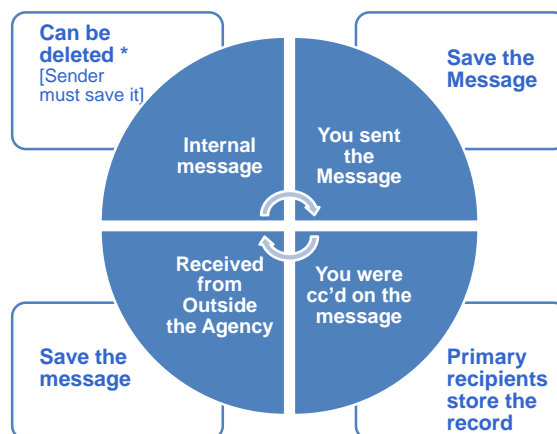 Can be
deleted *
[Sender
must save it]
Save the
Message
Internal
message
You sent
the
Message
Received
from
Outside
the Agency
You were
cc'd on the
message
Save the
message
Primary
recipients
store the
record